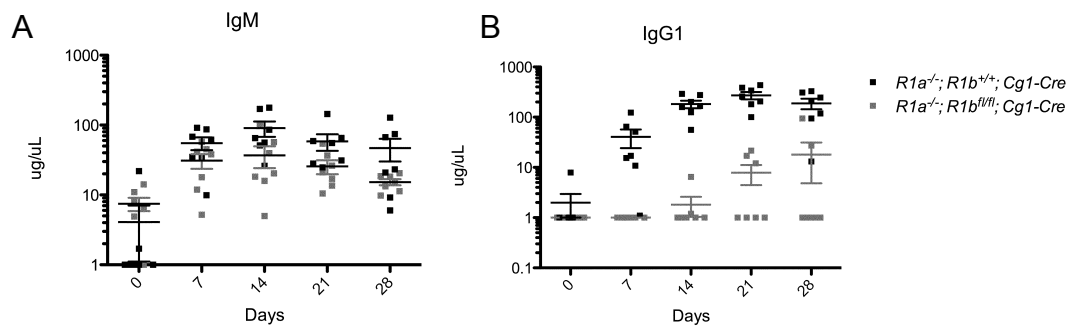 A
IgM
ug/uL
1000
100
10
1
0
7
14
21
28
Days
B
IgG1
ug/uL
1000
100
10
1
0.1
0
7
14
21
28
Days
R1a-/-; R1b+/+; Cg1-Cre
R1a-/-; R1bfl/fl; Cg1-Cre